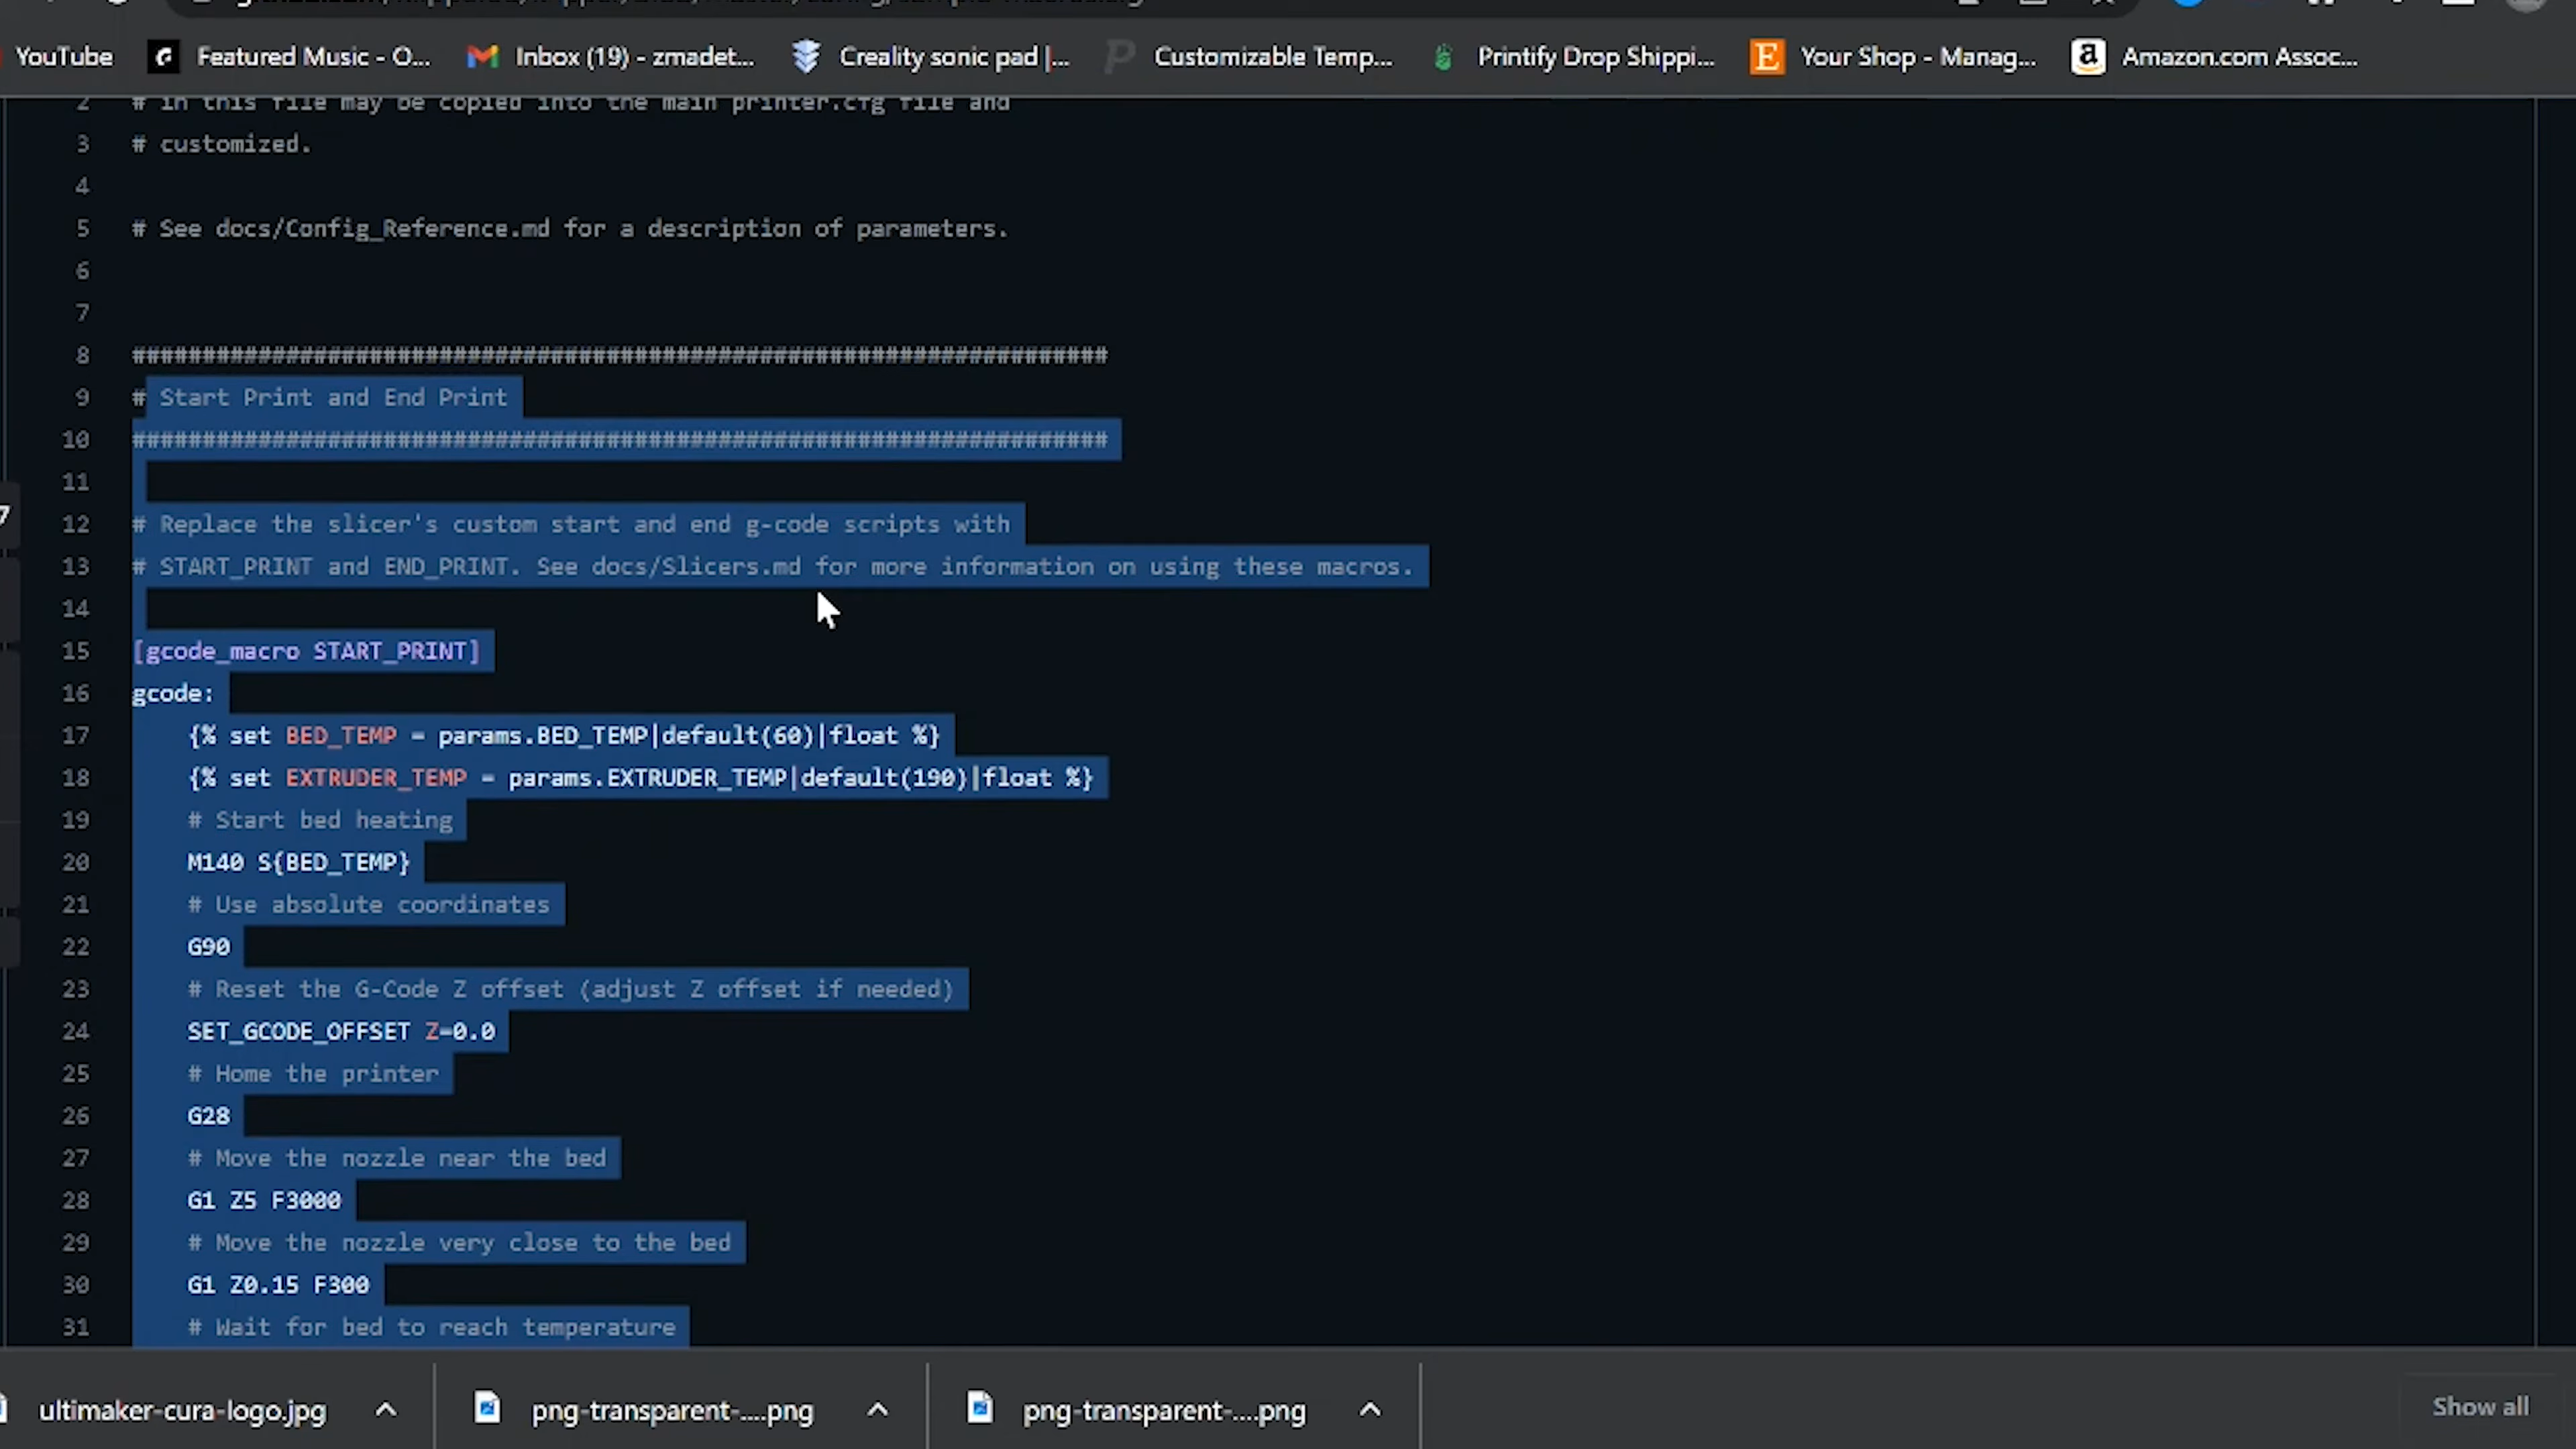 YouTube
Featured Music - O...
Inbox (19) - zmadet...
Creality sonic pad |...
Customizable Temp...
Printify Drop Shippi...
Your Shop - Manag...
Amazon.com Assoc...
2 # in this file may be copied into the main printer.cfg file and
3 # customized.
4
5 # See docs/Config_Reference.md for a description of parameters.
6
7
8 ######################################################################
9 # Start Print and End Print
10 ######################################################################
11
12 # Replace the slicer's custom start and end g-code scripts with
13 # START_PRINT and END_PRINT. See docs/Slicers.md for more information on using these macros.
14
15 [gcode_macro START_PRINT]
16 gcode:
17 {% set BED_TEMP = params.BED_TEMP|default(60)|float %}
18 {% set EXTRUDER_TEMP = params.EXTRUDER_TEMP|default(190)|float %}
19 # Start bed heating
20 M140 S{BED_TEMP}
21 # Use absolute coordinates
22 G90
23 # Reset the G-Code Z offset (adjust Z offset if needed)
24 SET_GCODE_OFFSET Z=0.0
25 # Home the printer
26 G28
27 # Move the nozzle near the bed
28 G1 Z5 F3000
29 # Move the nozzle very close to the bed
30 G1 Z0.15 F300
31 # Wait for bed to reach temperature
ultimaker-cura-logo.jpg
png-transparent-....png
png-transparent-....png
Show all